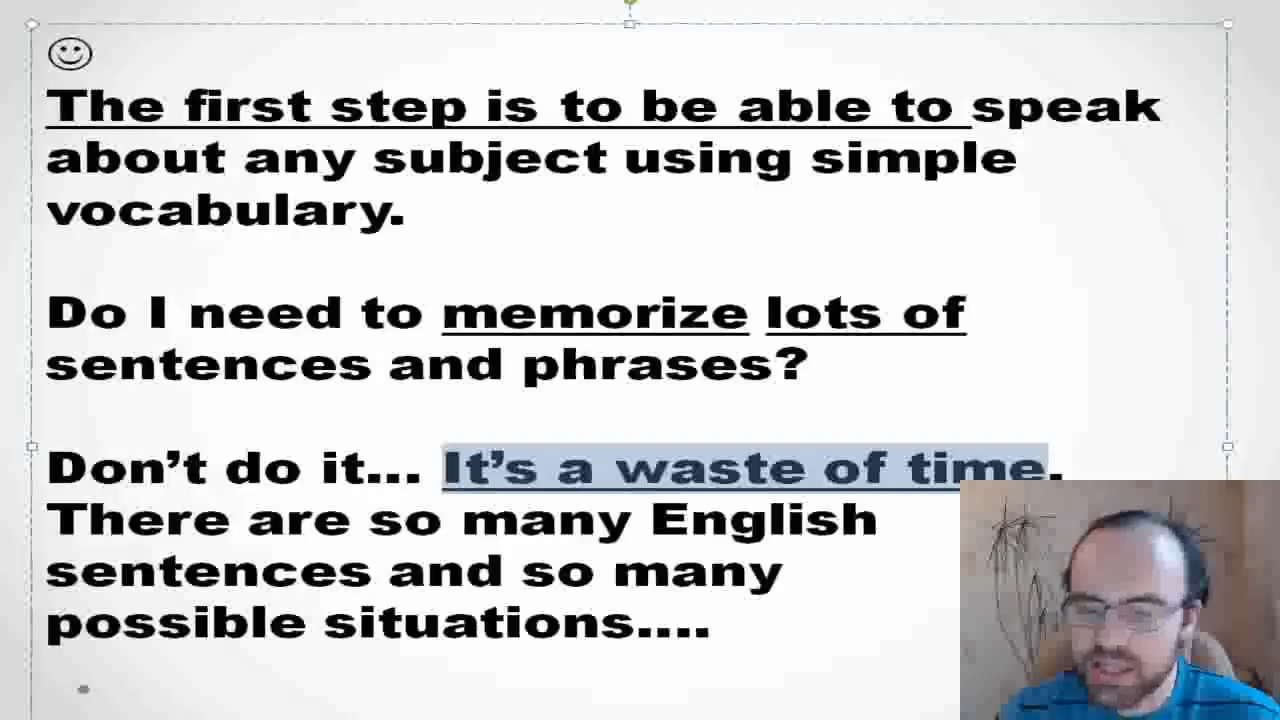 The first step is to be able to speak
about any subject using simple
vocabulary.
Do I need to memorize lots of
sentences and phrases?
Don’t do it... It’s a waste of time.
There are so many English
sentences and so many
possible situations....